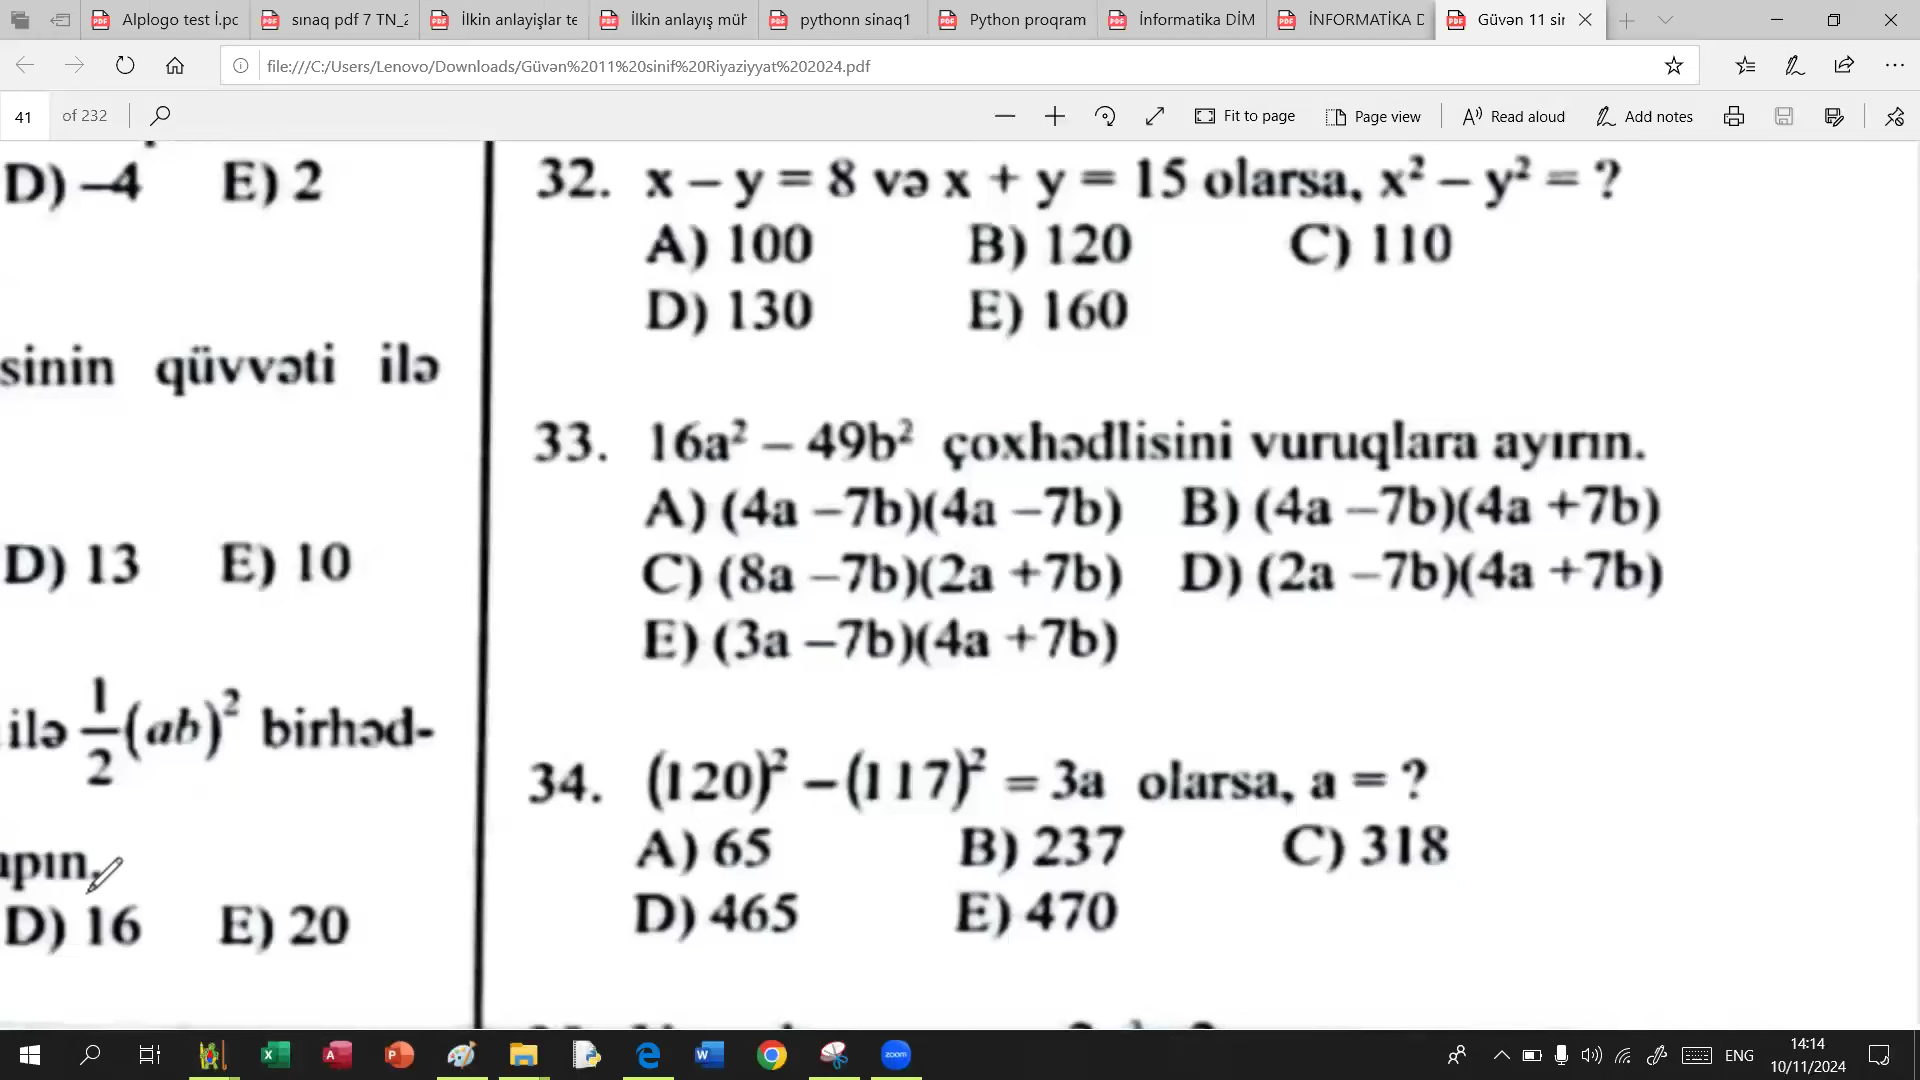 Alplogo test İ.pc
sınaq pdf 7 TN_2
İlkin anlayişlar te
İlkin anlayış müh
pythonn sinaq1
Python proqram
İnformatika DİM
İNFORMATİKA D
Güvən 11 sin
file:///C:/Users/Lenovo/Downloads/Güvən%2011%20sinif%20Riyaziyyat%202024.pdf
41 of 232
Fit to page
Page view
Read aloud
Add notes
D) –4 E) 2
sinin qüvvəti ilə
D) 13 E) 10
ilə 1/2 (ab)² birhəd-
apın.
D) 16 E) 20
32. x – y = 8 və x + y = 15 olarsa, x² – y² = ?
A) 100 B) 120 C) 110
D) 130 E) 160
33. 16a² – 49b² çoxhədlisini vuruqlara ayırın.
A) (4a –7b)(4a –7b) B) (4a –7b)(4a +7b)
C) (8a –7b)(2a +7b) D) (2a –7b)(4a +7b)
E) (3a –7b)(4a +7b)
34. (120)² – (117)² = 3a olarsa, a = ?
A) 65 B) 237 C) 318
D) 465 E) 470
zoom
ENG
14:14
10/11/2024